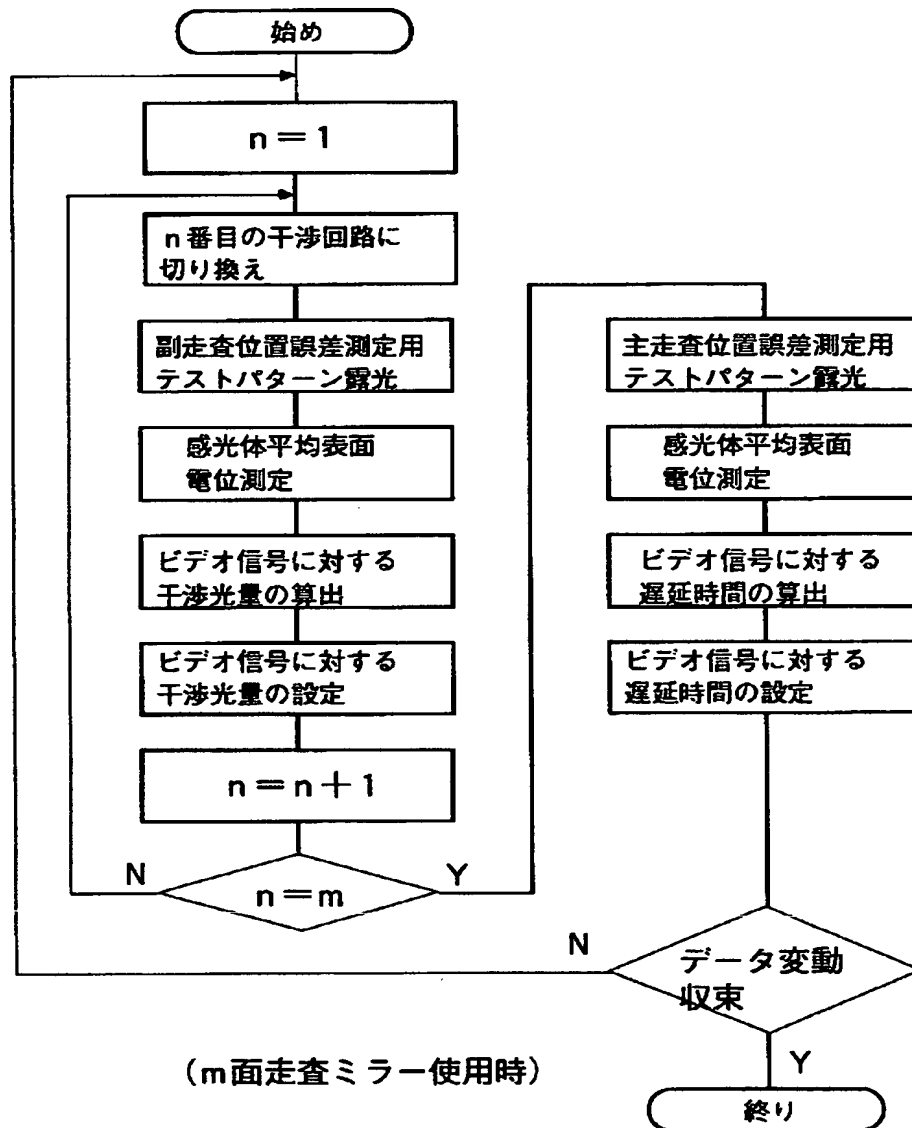 始め
n＝1
n番目の干渉回路に
切り換え
副走査位置誤差測定用
テストパターン露光
感光体平均表面
電位測定
ビデオ信号に対する
干渉光量の算出
ビデオ信号に対する
干渉光量の設定
n＝n＋1
N
n＝m
Y
主走査位置誤差測定用
テストパターン露光
感光体平均表面
電位測定
ビデオ信号に対する
遅延時間の算出
ビデオ信号に対する
遅延時間の設定
N
データ変動
収束
Y
終り
（m面走査ミラー使用時）